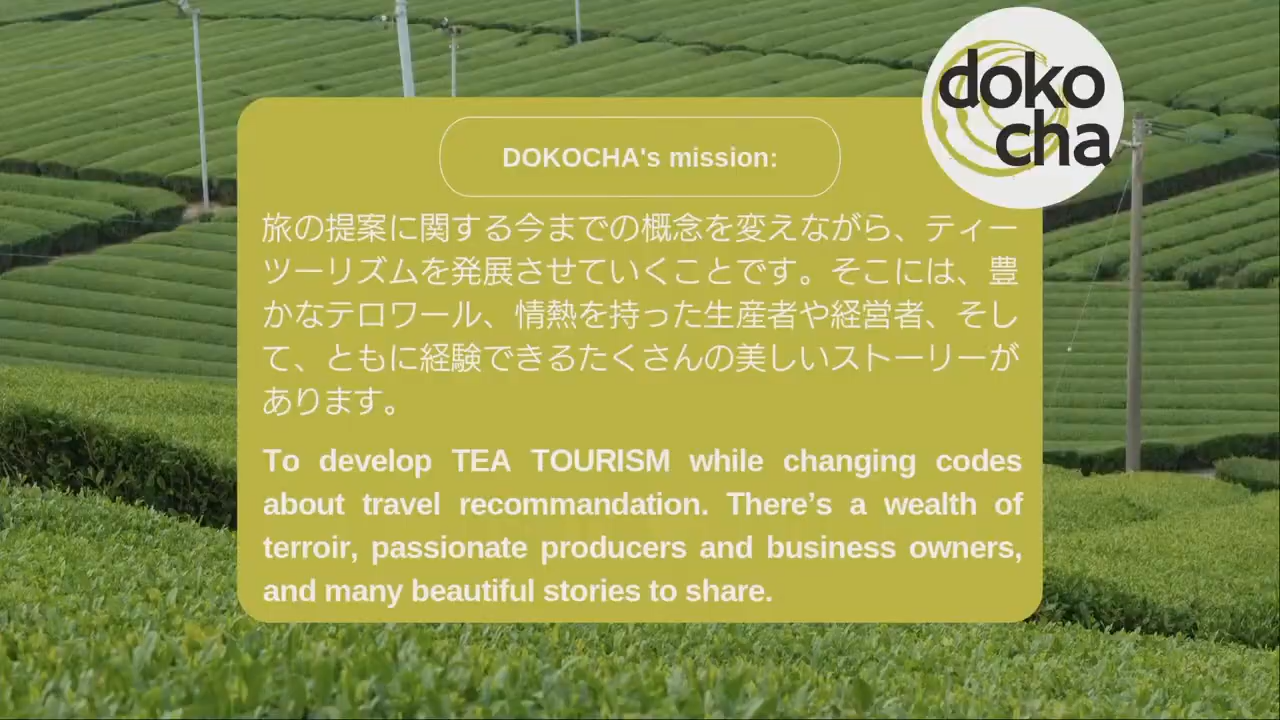 doko
cha
DOKOCHA's mission:
旅の提案に関する今までの概念を変えながら、ティー
ツーリズムを発展させていくことです。そこには、豊
かなテロワール、情熱を持った生産者や経営者、そし
て、ともに経験できるたくさんの美しいストーリーが
あります。
To develop TEA TOURISM while changing codes
about travel recommandation. There’s a wealth of
terroir, passionate producers and business owners,
and many beautiful stories to share.